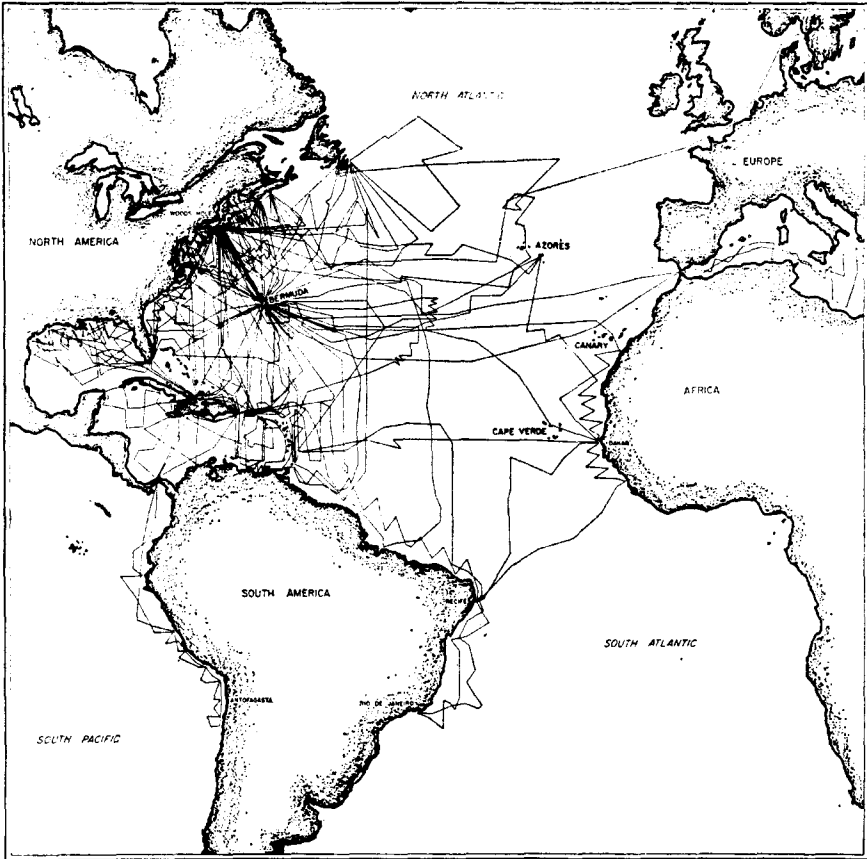 NORTH ATLANTIC
EUROPE
WOODS
NORTH AMERICA
AZORES
BERMUDA
CANARY
AFRICA
CAPE VERDE
DAKAR
SOUTH AMERICA
RECIFE
SOUTH ATLANTIC
ANTOFAGASTA
RIO DE JANEIRO
SOUTH PACIFIC